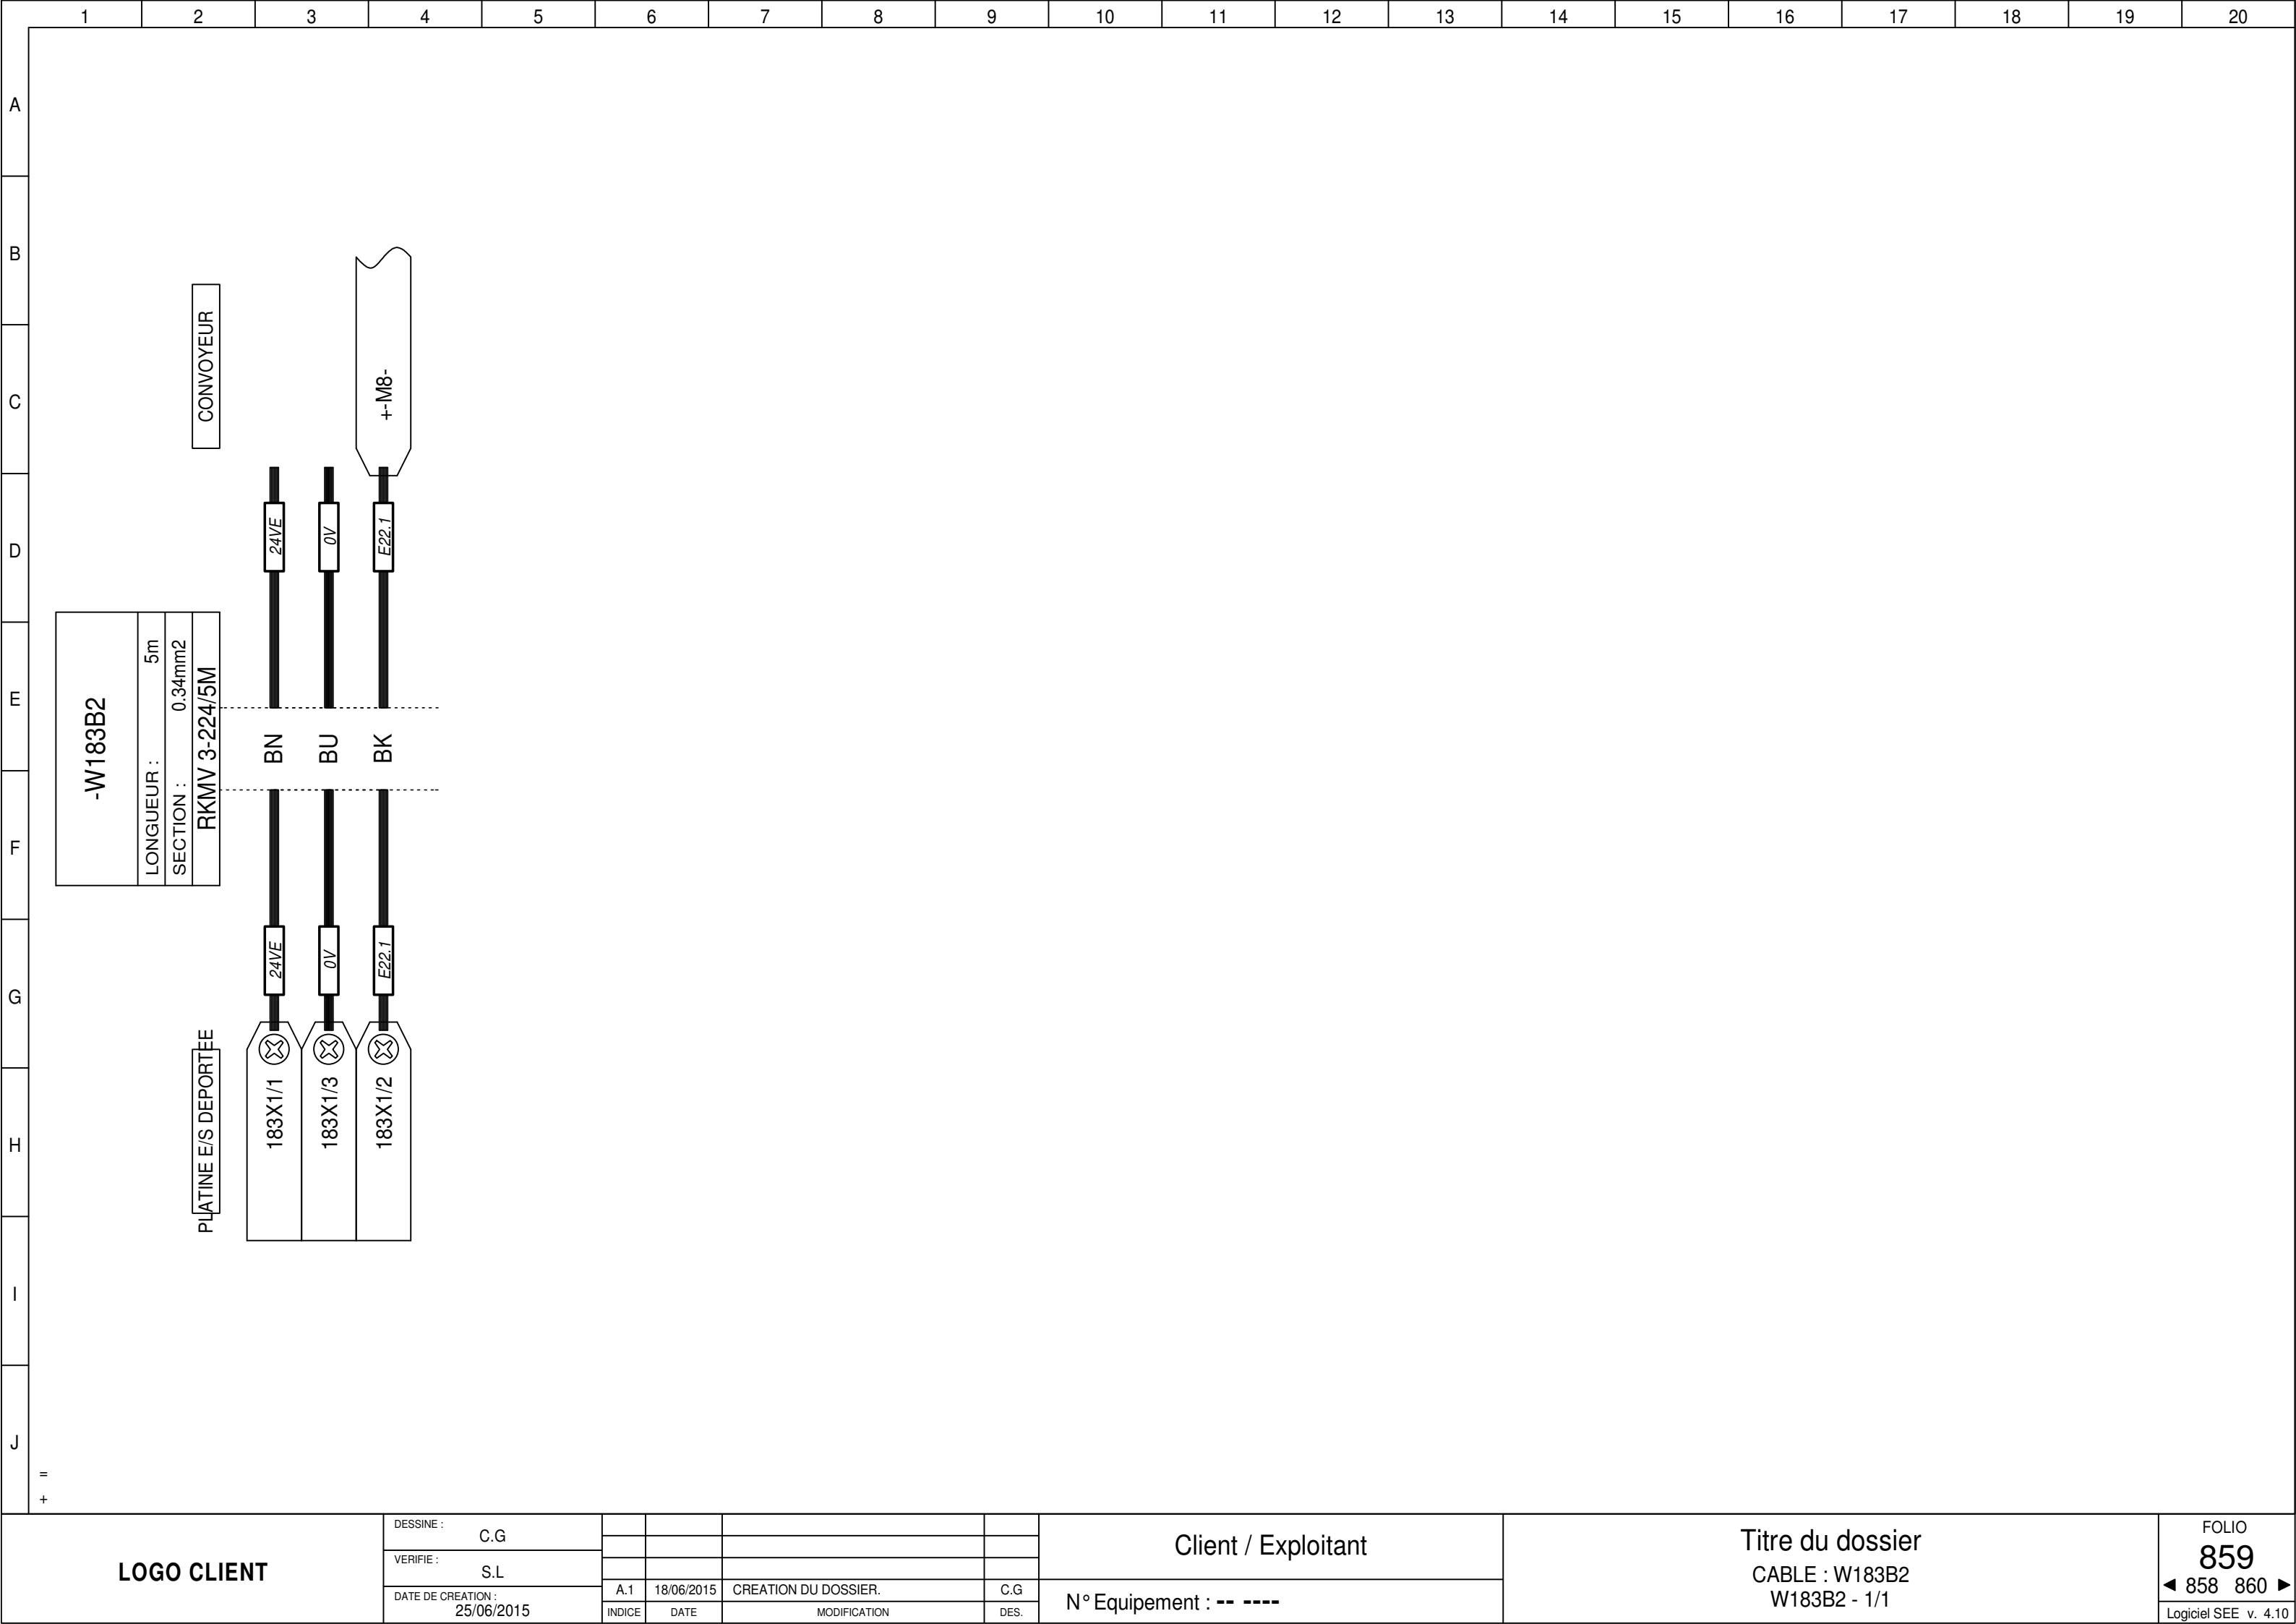 1 2 3 4 5 6 7 8 9 10 11 12 13 14 15 16 17 18 19 20
A
B
C
D
E
F
G
H
I
J
CONVOYEUR
+-M8-
24VE
0V
E22.1
-W183B2
LONGUEUR : 5m
SECTION : 0.34mm2
RKMV 3-224/5M
BN
BU
BK
24VE
0V
E22.1
PLATINE E/S DEPORTEE
183X1/1
183X1/3
183X1/2
=
+
LOGO CLIENT
DESSINE :
C.G
VERIFIE :
S.L
DATE DE CREATION :
25/06/2015
A.1 18/06/2015 CREATION DU DOSSIER. C.G
INDICE DATE MODIFICATION DES.
Client / Exploitant
N° Equipement : -- ----
Titre du dossier
CABLE : W183B2
W183B2 - 1/1
FOLIO
859
◄ 858 860 ►
Logiciel SEE v. 4.10